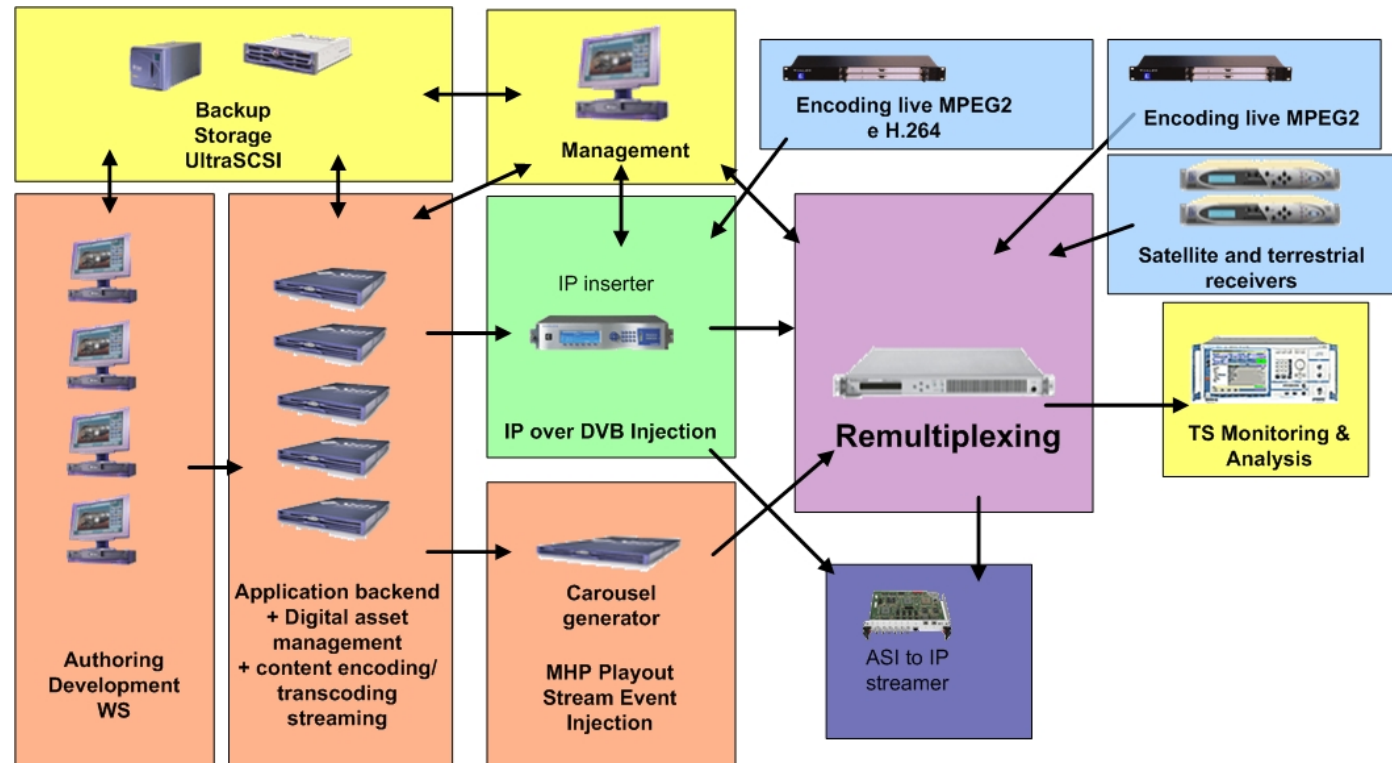 Backup
Storage
UltraSCSI
Management
Encoding live MPEG2
e H.264
Encoding live MPEG2
Satellite and terrestrial
receivers
IP inserter
IP over DVB Injection
Remultiplexing
TS Monitoring &
Analysis
Authoring
Development
WS
Application backend
+ Digital asset
management
+ content encoding/
transcoding
streaming
Carousel
generator
MHP Playout
Stream Event
Injection
ASI to IP
streamer